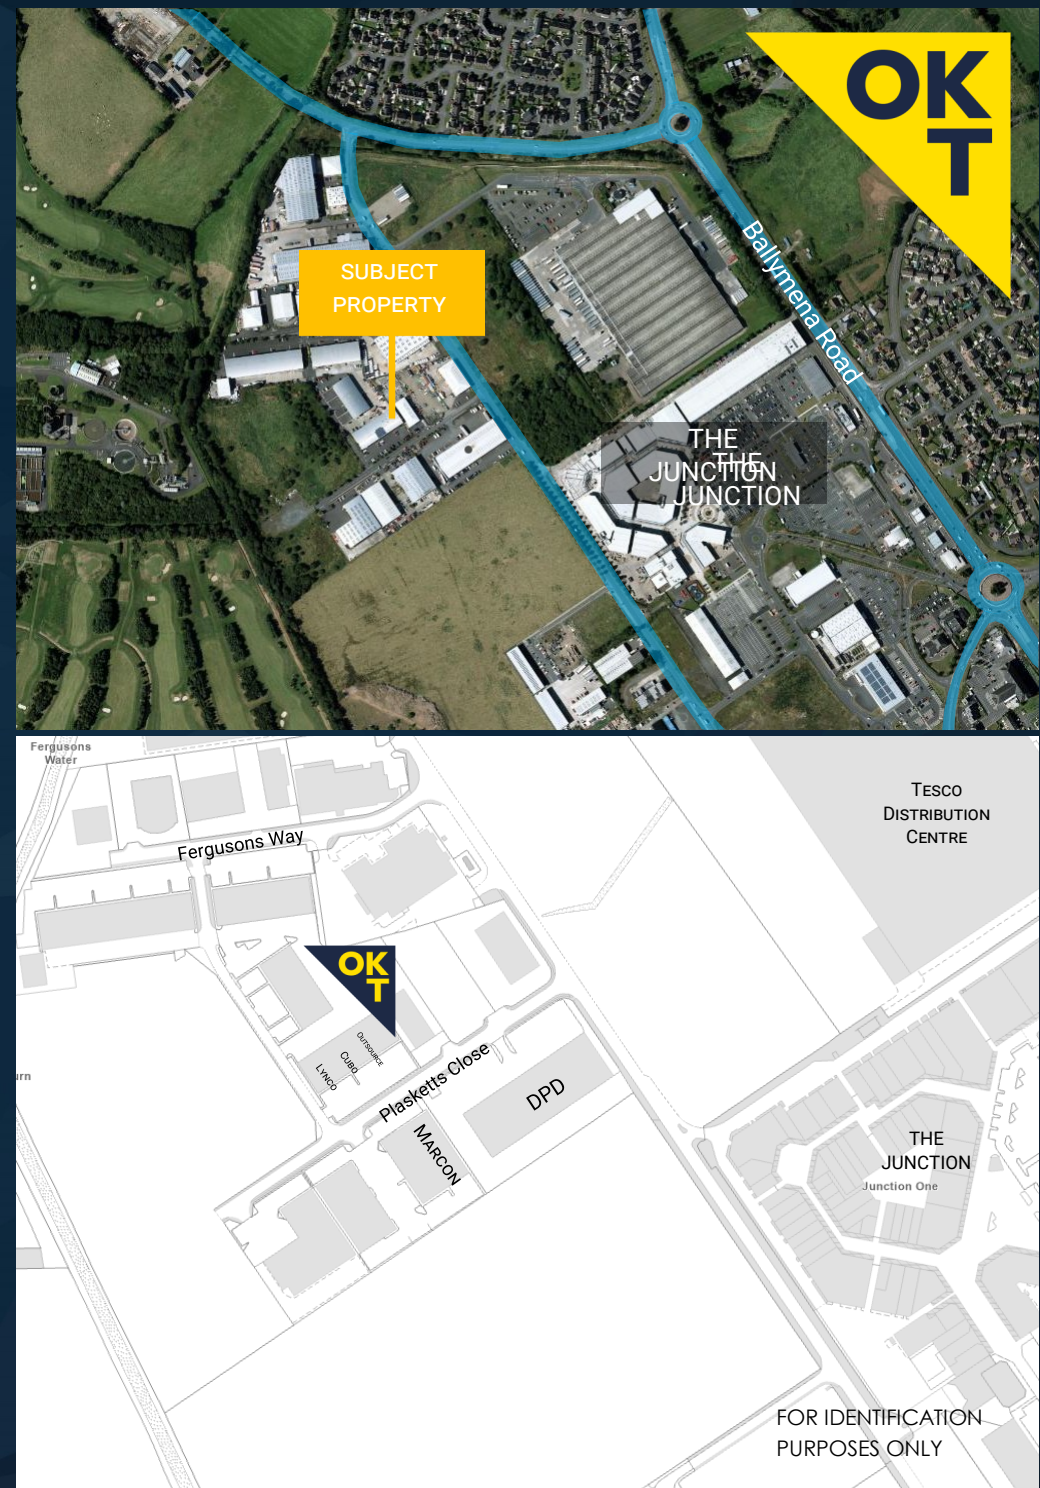 OK
T
SUBJECT
PROPERTY
Ballymena Road
THE
JUNCTION
THE
JUNCTION
Fergusons
Water
TESCO
DISTRIBUTION
CENTRE
Fergusons Way
OK
T
OUTSOURCE
CUBO
LYNCO
Plasketts Close
DPD
MARCON
urn
THE
JUNCTION
Junction One
FOR IDENTIFICATION
PURPOSES ONLY